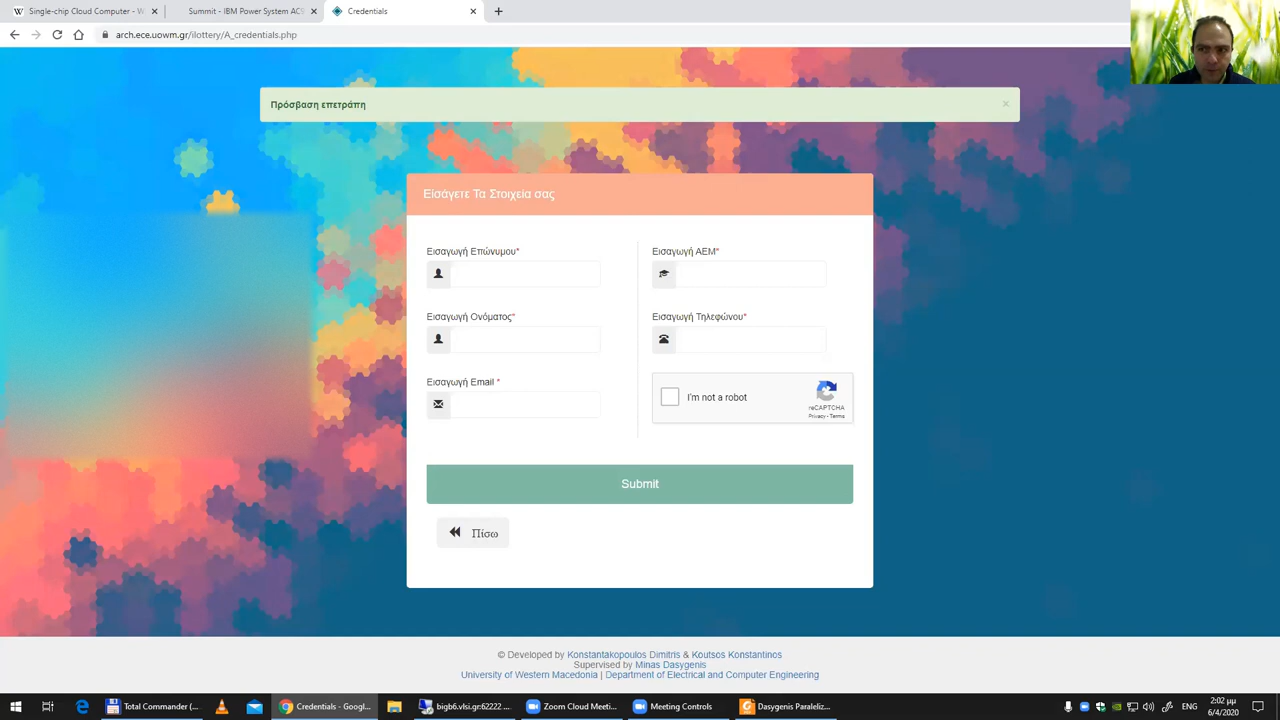 Single-chip Cloud Computer - W
Summit - IBM Power System AC9
Credentials
arch.ece.uowm.gr/ilottery/A_credentials.php
Πρόσβαση επετράπη
×
Εισάγετε Τα Στοιχεία σας
Εισαγωγή Επώνυμου*
Εισαγωγή ΑΕΜ*
Εισαγωγή Ονόματος*
Εισαγωγή Τηλεφώνου*
Εισαγωγή Email *
I'm not a robot
reCAPTCHA
Privacy - Terms
Submit
Πίσω
© Developed by Konstantakopoulos Dimitris & Koutsos Konstantinos
Supervised by Minas Dasygenis
University of Western Macedonia | Department of Electrical and Computer Engineering
Total Commander (...
Credentials - Googl...
bigb6.vlsi.gr:62222 ...
Zoom Cloud Meeti...
Meeting Controls
Dasygenis Paraleliz...
ENG
2:02 μμ
6/4/2020